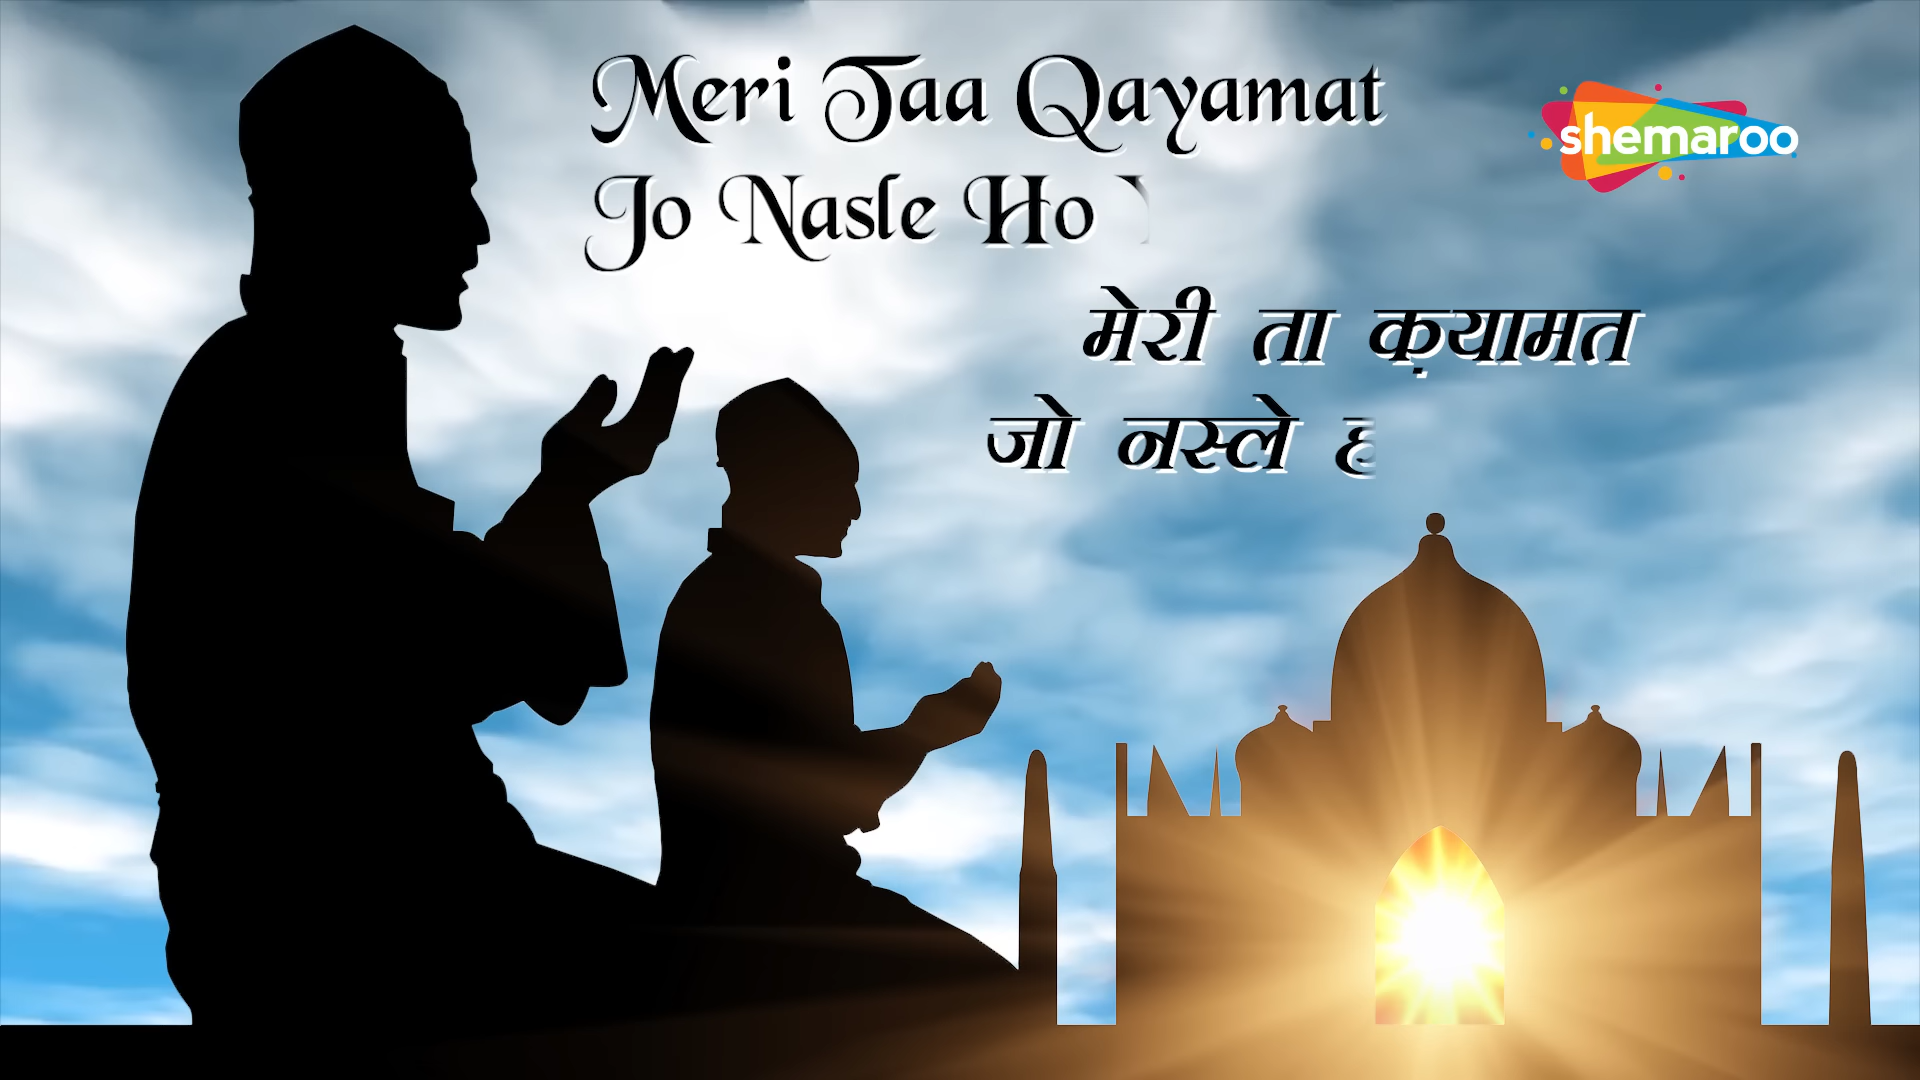 Meri Taa Qayamat
Jo Nasle Ho
shemaroo
मेरी ता क़यामत
जो नस्ले